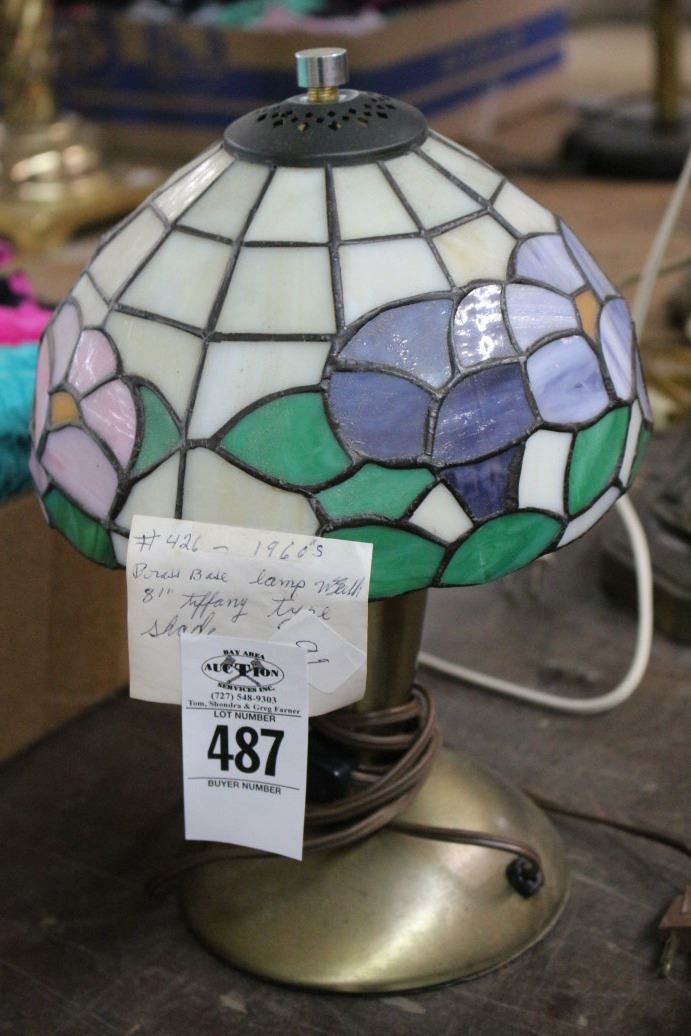 #426 - 1960's
Brass Base lamp with
8" tiffany type
shade
BAY AREA
AUCTION
SERVICES INC.
(727) 548-9303
Tom, Shondra & Greg Farner
LOT NUMBER
487
BUYER NUMBER